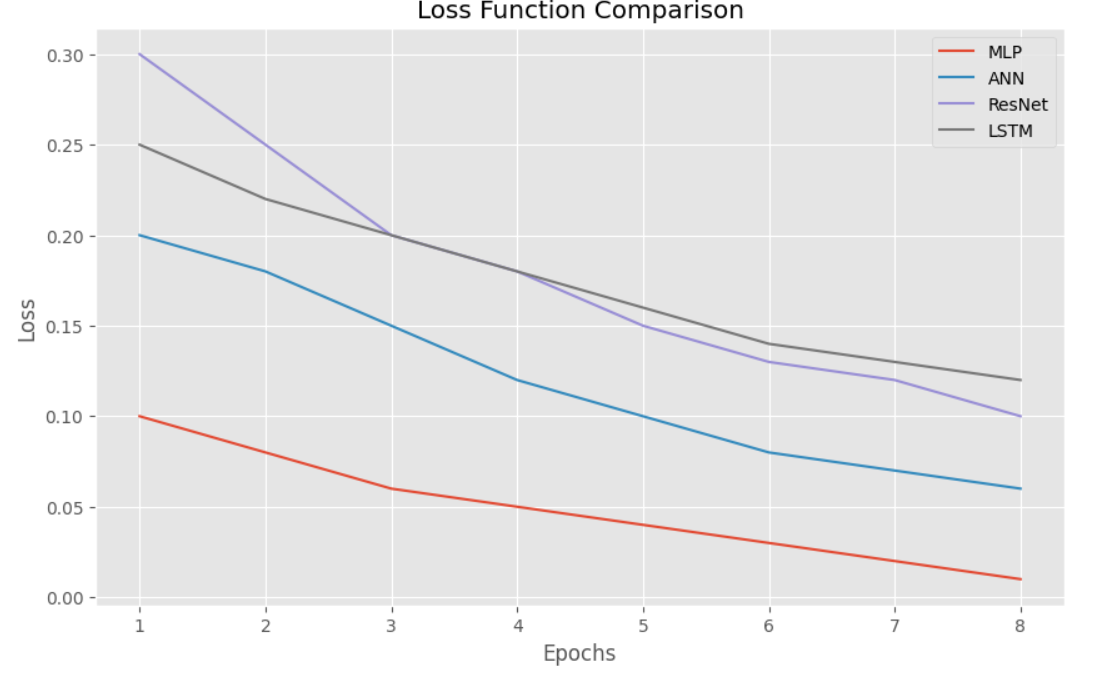 Loss Function Comparison
MLP
ANN
ResNet
LSTM
0.30
0.25
0.20
0.15
0.10
0.05
0.00
Loss
1 2 3 4 5 6 7 8
Epochs